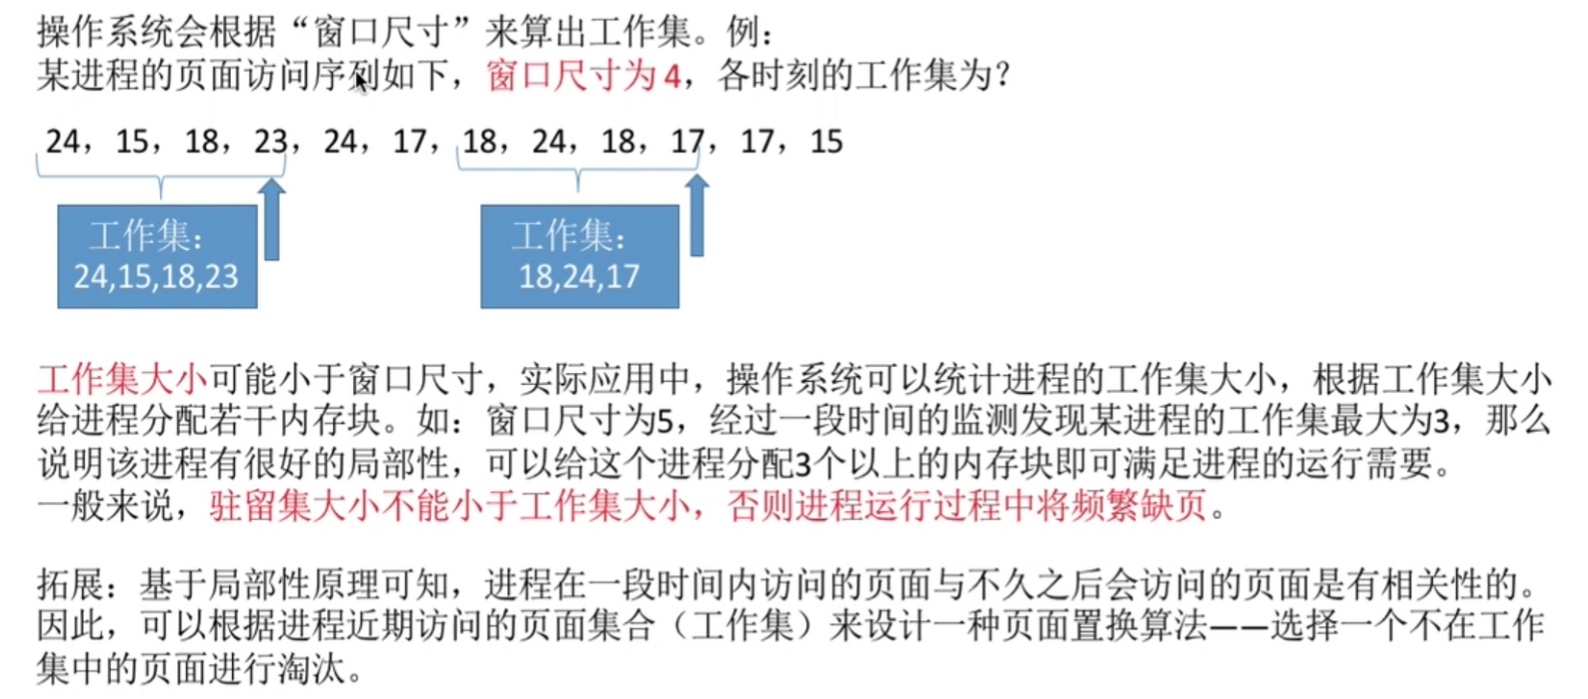 操作系统会根据“窗口尺寸”来算出工作集。例：
某进程的页面访问序列如下，窗口尺寸为4，各时刻的工作集为？
24，15，18，23，24，17，18，24，18，17，17，15
工作集：
24,15,18,23
工作集：
18,24,17
工作集大小可能小于窗口尺寸，实际应用中，操作系统可以统计进程的工作集大小，根据工作集大小
给进程分配若干内存块。如：窗口尺寸为5，经过一段时间的监测发现某进程的工作集最大为3，那么
说明该进程有很好的局部性，可以给这个进程分配3个以上的内存块即可满足进程的运行需要。
一般来说，驻留集大小不能小于工作集大小，否则进程运行过程中将频繁缺页。
拓展：基于局部性原理可知，进程在一段时间内访问的页面与不久之后会访问的页面是有相关性的。
因此，可以根据进程近期访问的页面集合（工作集）来设计一种页面置换算法——选择一个不在工作
集中的页面进行淘汰。